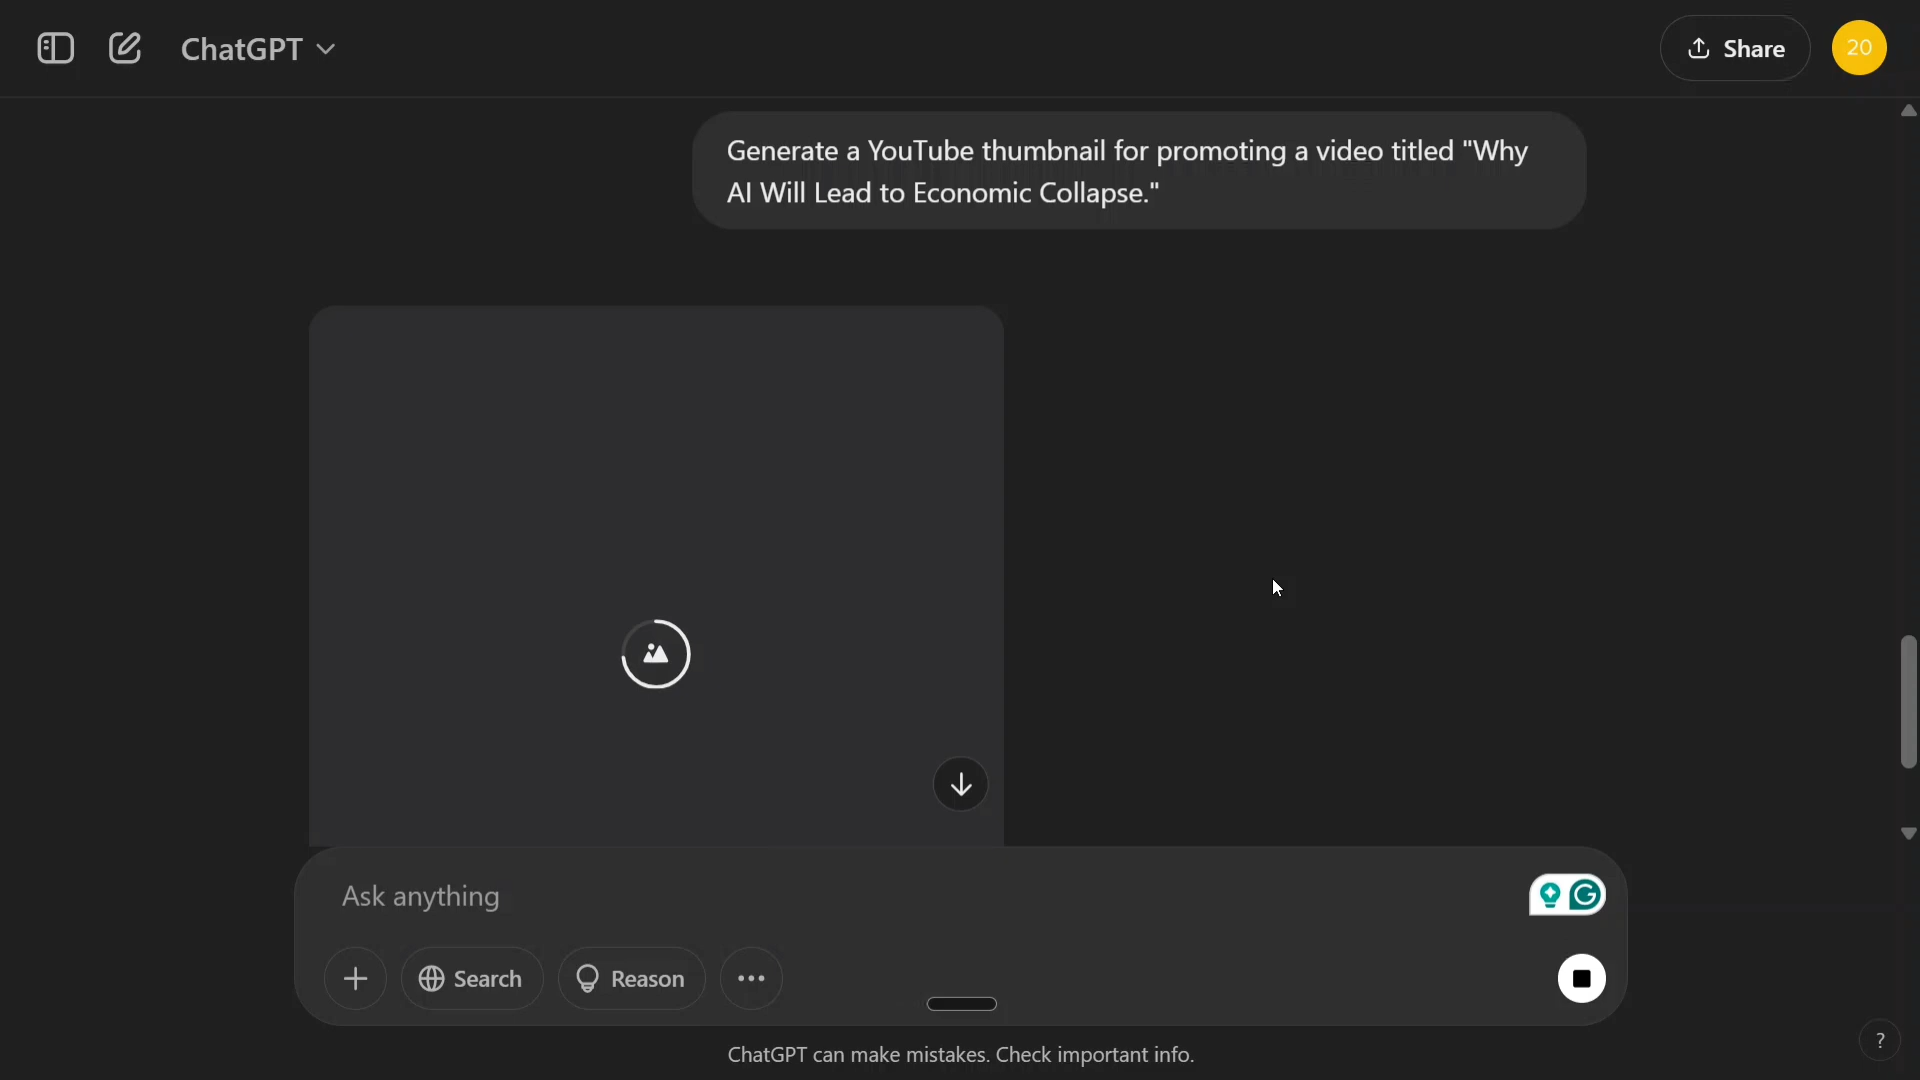 ChatGPT
Share
20
Generate a YouTube thumbnail for promoting a video titled "Why
AI Will Lead to Economic Collapse."
Ask anything
G
Search
Reason
ChatGPT can make mistakes. Check important info.
?